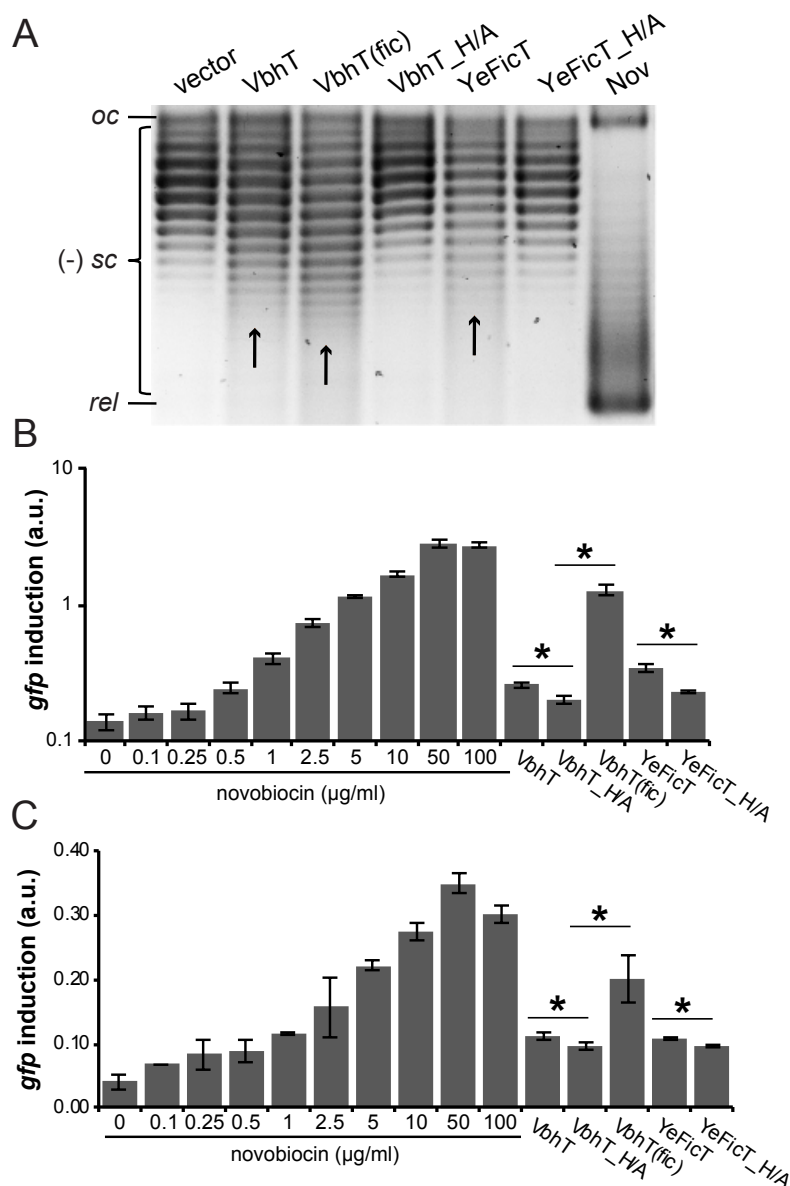 A
vector VbhT VbhT(fic) VbhT_H/A YeFicT YeFicT_H/A Nov
oc
(-) sc
rel
B
gfp induction (a.u.)
10
1
0.1
0 0.1 0.25 0.5 1 2.5 5 10 50 100 VbhT VbhT_H/A VbhT(fic) YeFicT YeFicT_H/A
novobiocin (µg/ml)
* * *
C
gfp induction (a.u.)
0.40
0.30
0.20
0.10
0.00
0 0.1 0.25 0.5 1 2.5 5 10 50 100 VbhT VbhT_H/A VbhT(fic) YeFicT YeFicT_H/A
novobiocin (µg/ml)
* * *